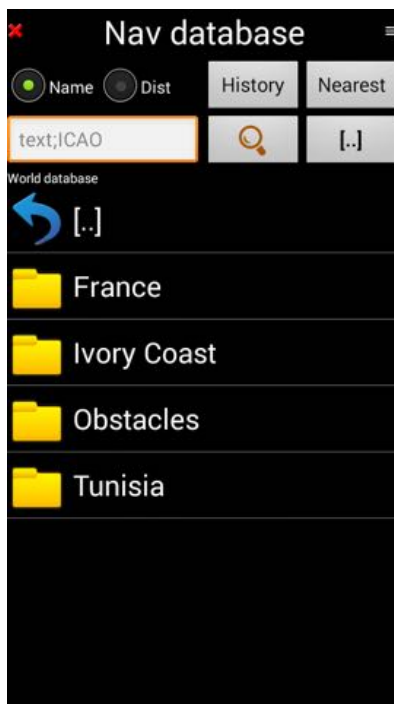 Nav database
Name Dist History Nearest
text;ICAO [..]
World database
[..]
France
Ivory Coast
Obstacles
Tunisia